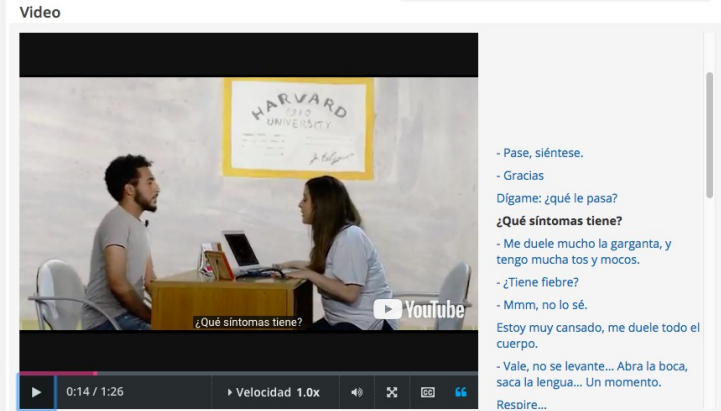 Video
HARVARD
UNIVERSITY
¿Qué síntomas tiene?
YouTube
0:14 / 1:26
Velocidad 1.0x
CC
- Pase, siéntese.
- Gracias
Dígame: ¿qué le pasa?
¿Qué síntomas tiene?
- Me duele mucho la garganta, y
tengo mucha tos y mocos.
- ¿Tiene fiebre?
- Mmm, no lo sé.
Estoy muy cansado, me duele todo el
cuerpo.
- Vale, no se levante... Abra la boca,
saca la lengua... Un momento.
Respire...